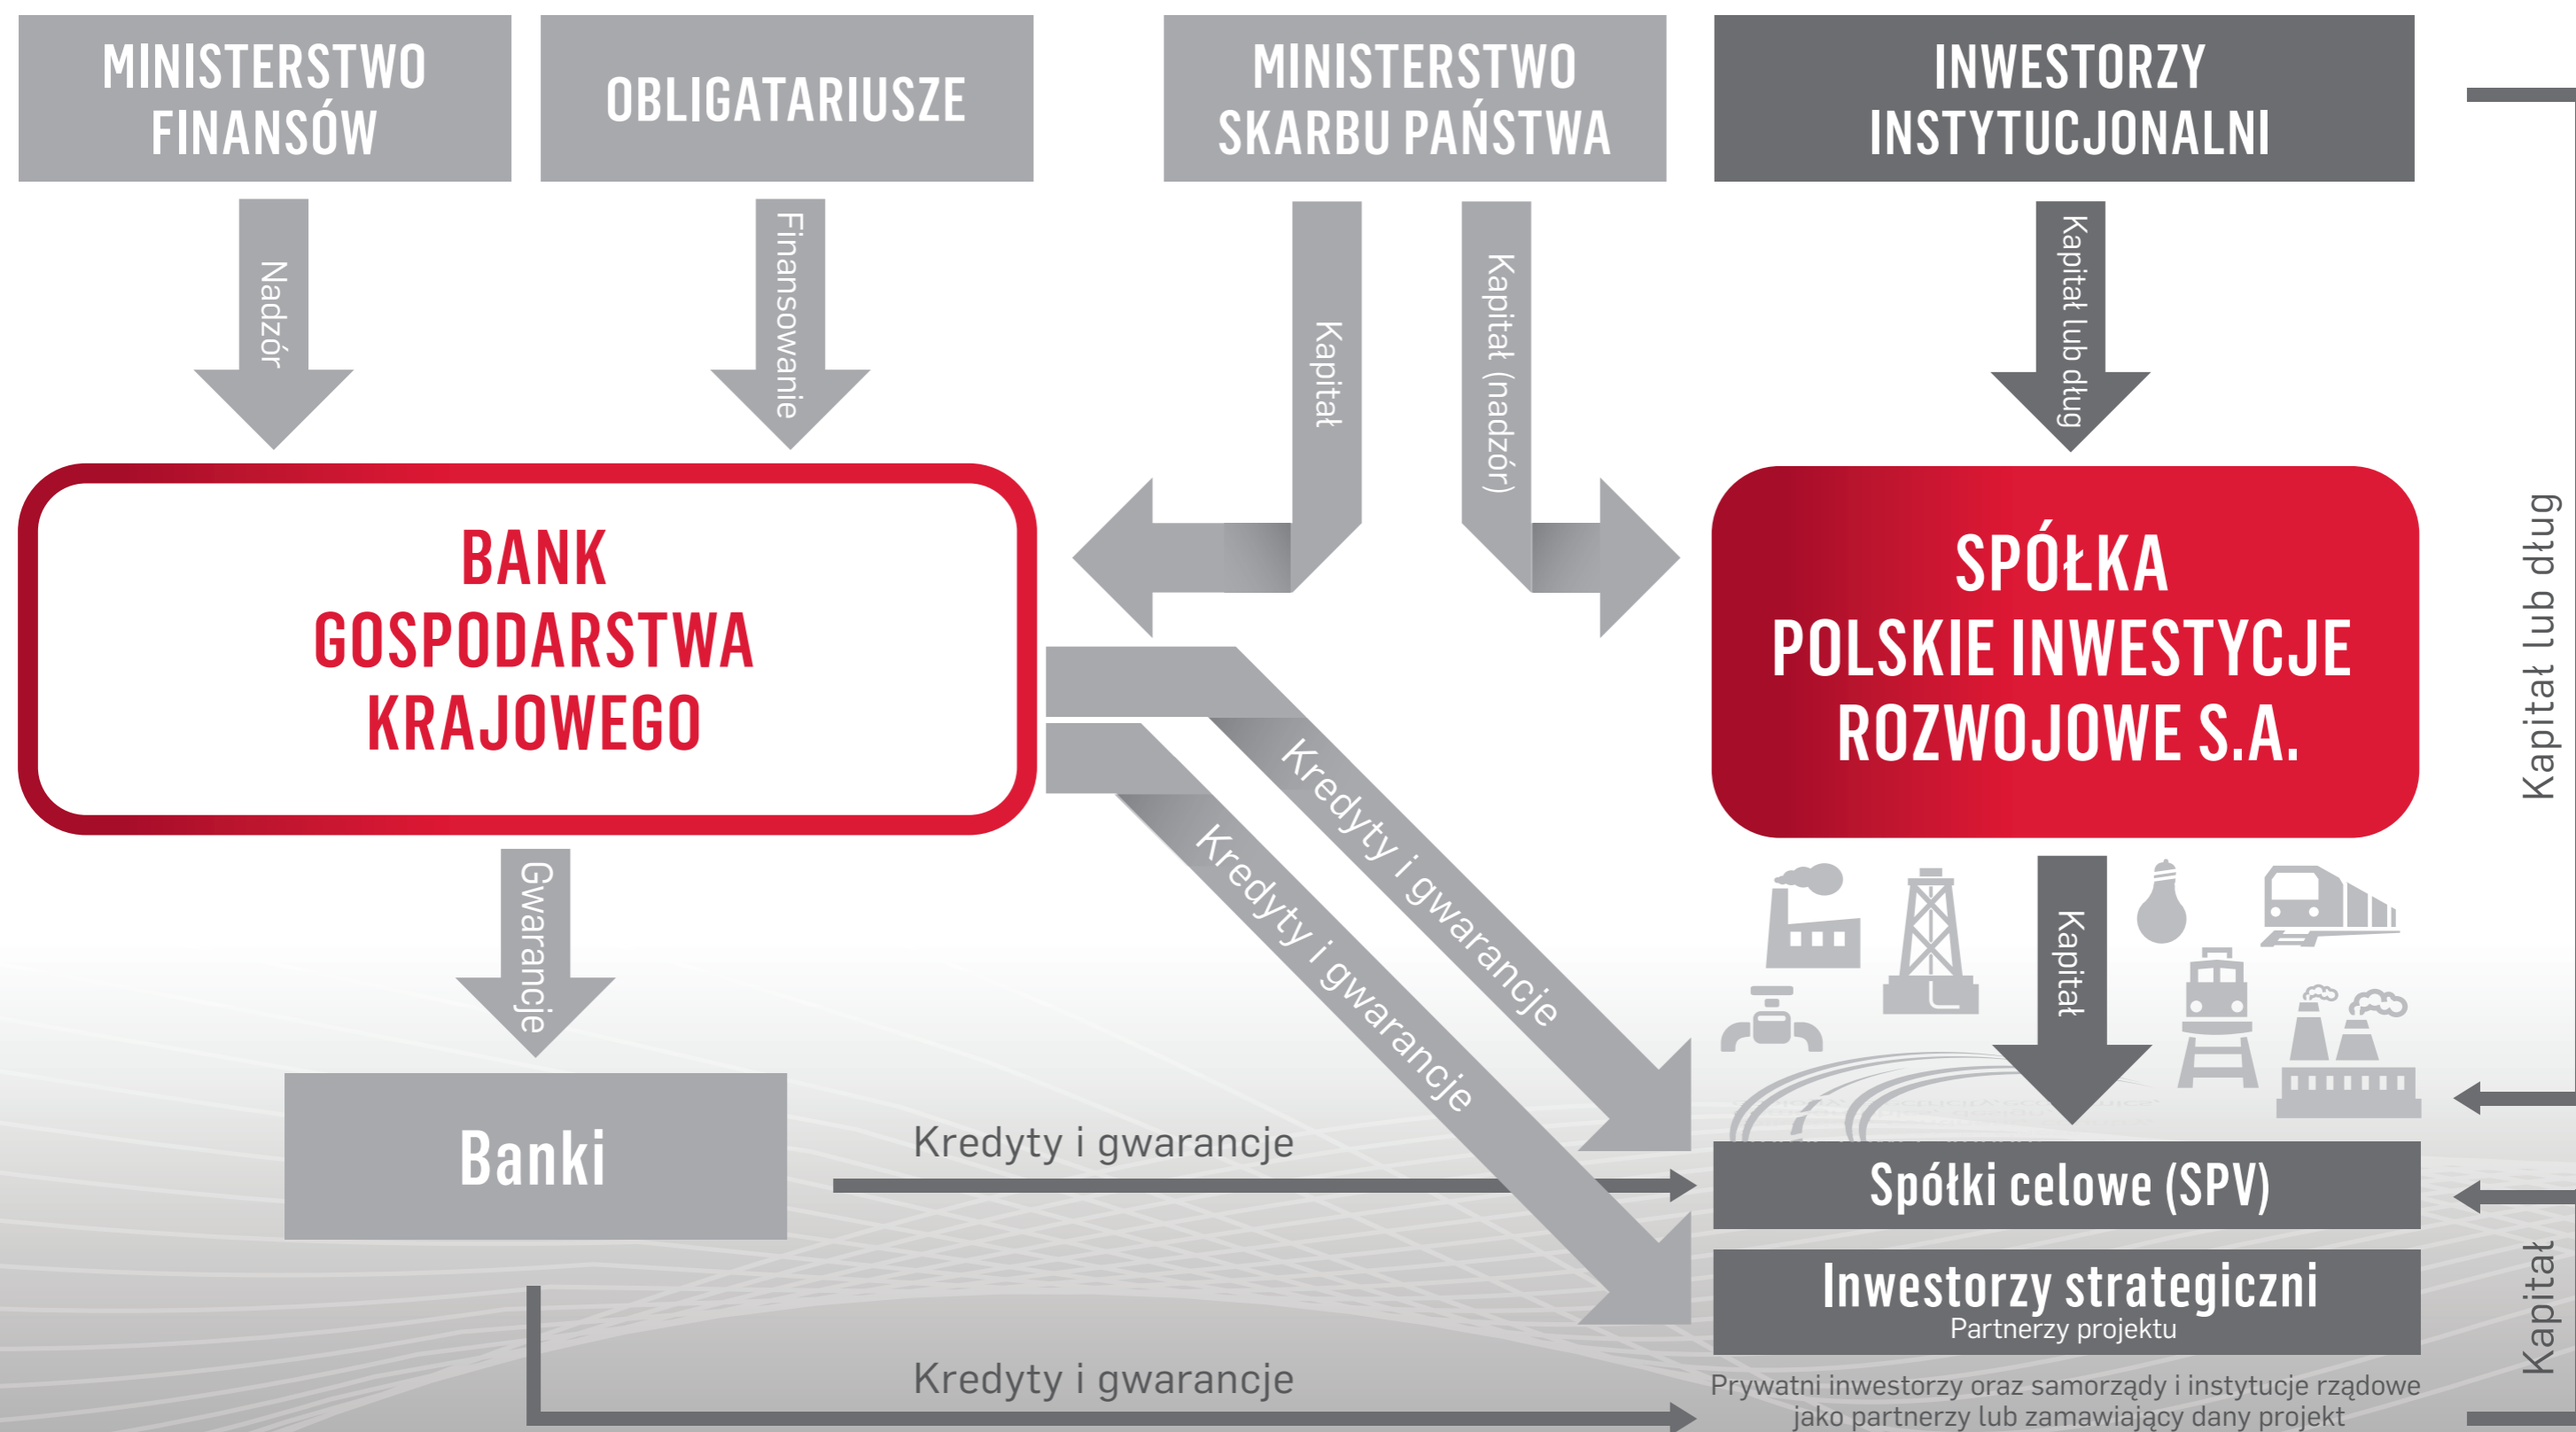 MINISTERSTWO
FINANSÓW
OBLIGATARIUSZE
MINISTERSTWO
SKARBU PAŃSTWA
INWESTORZY
INSTYTUCJONALNI
Nadzór
Finansowanie
Kapitał
Kapitał (nadzór)
Kapitał lub dług
Kapitał lub dług
BANK
GOSPODARSTWA
KRAJOWEGO
SPÓŁKA
POLSKIE INWESTYCJE
ROZWOJOWE S.A.
Gwarancje
Kredyty i gwarancje
Kredyty i gwarancje
Kapitał
Banki
Kredyty i gwarancje
Spółki celowe (SPV)
Inwestorzy strategiczni
Partnerzy projektu
Kapitał
Kredyty i gwarancje
Prywatni inwestorzy oraz samorządy i instytucje rządowe
jako partnerzy lub zamawiający dany projekt